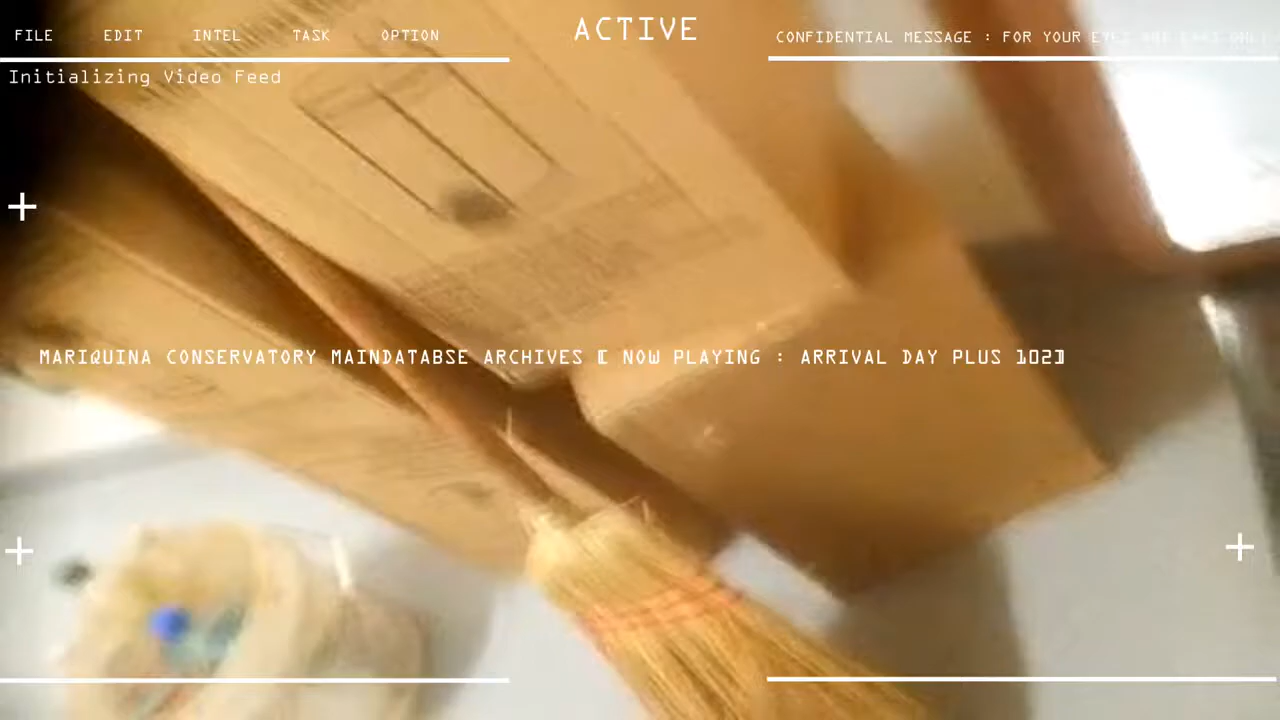 FILE EDIT INTEL TASK OPTION
ACTIVE
CONFIDENTIAL MESSAGE : FOR YOUR EYES
Initializing Video Feed
MARIQUINA CONSERVATORY MAINDATABSE ARCHIVES [ NOW PLAYING : ARRIVAL DAY PLUS 102]